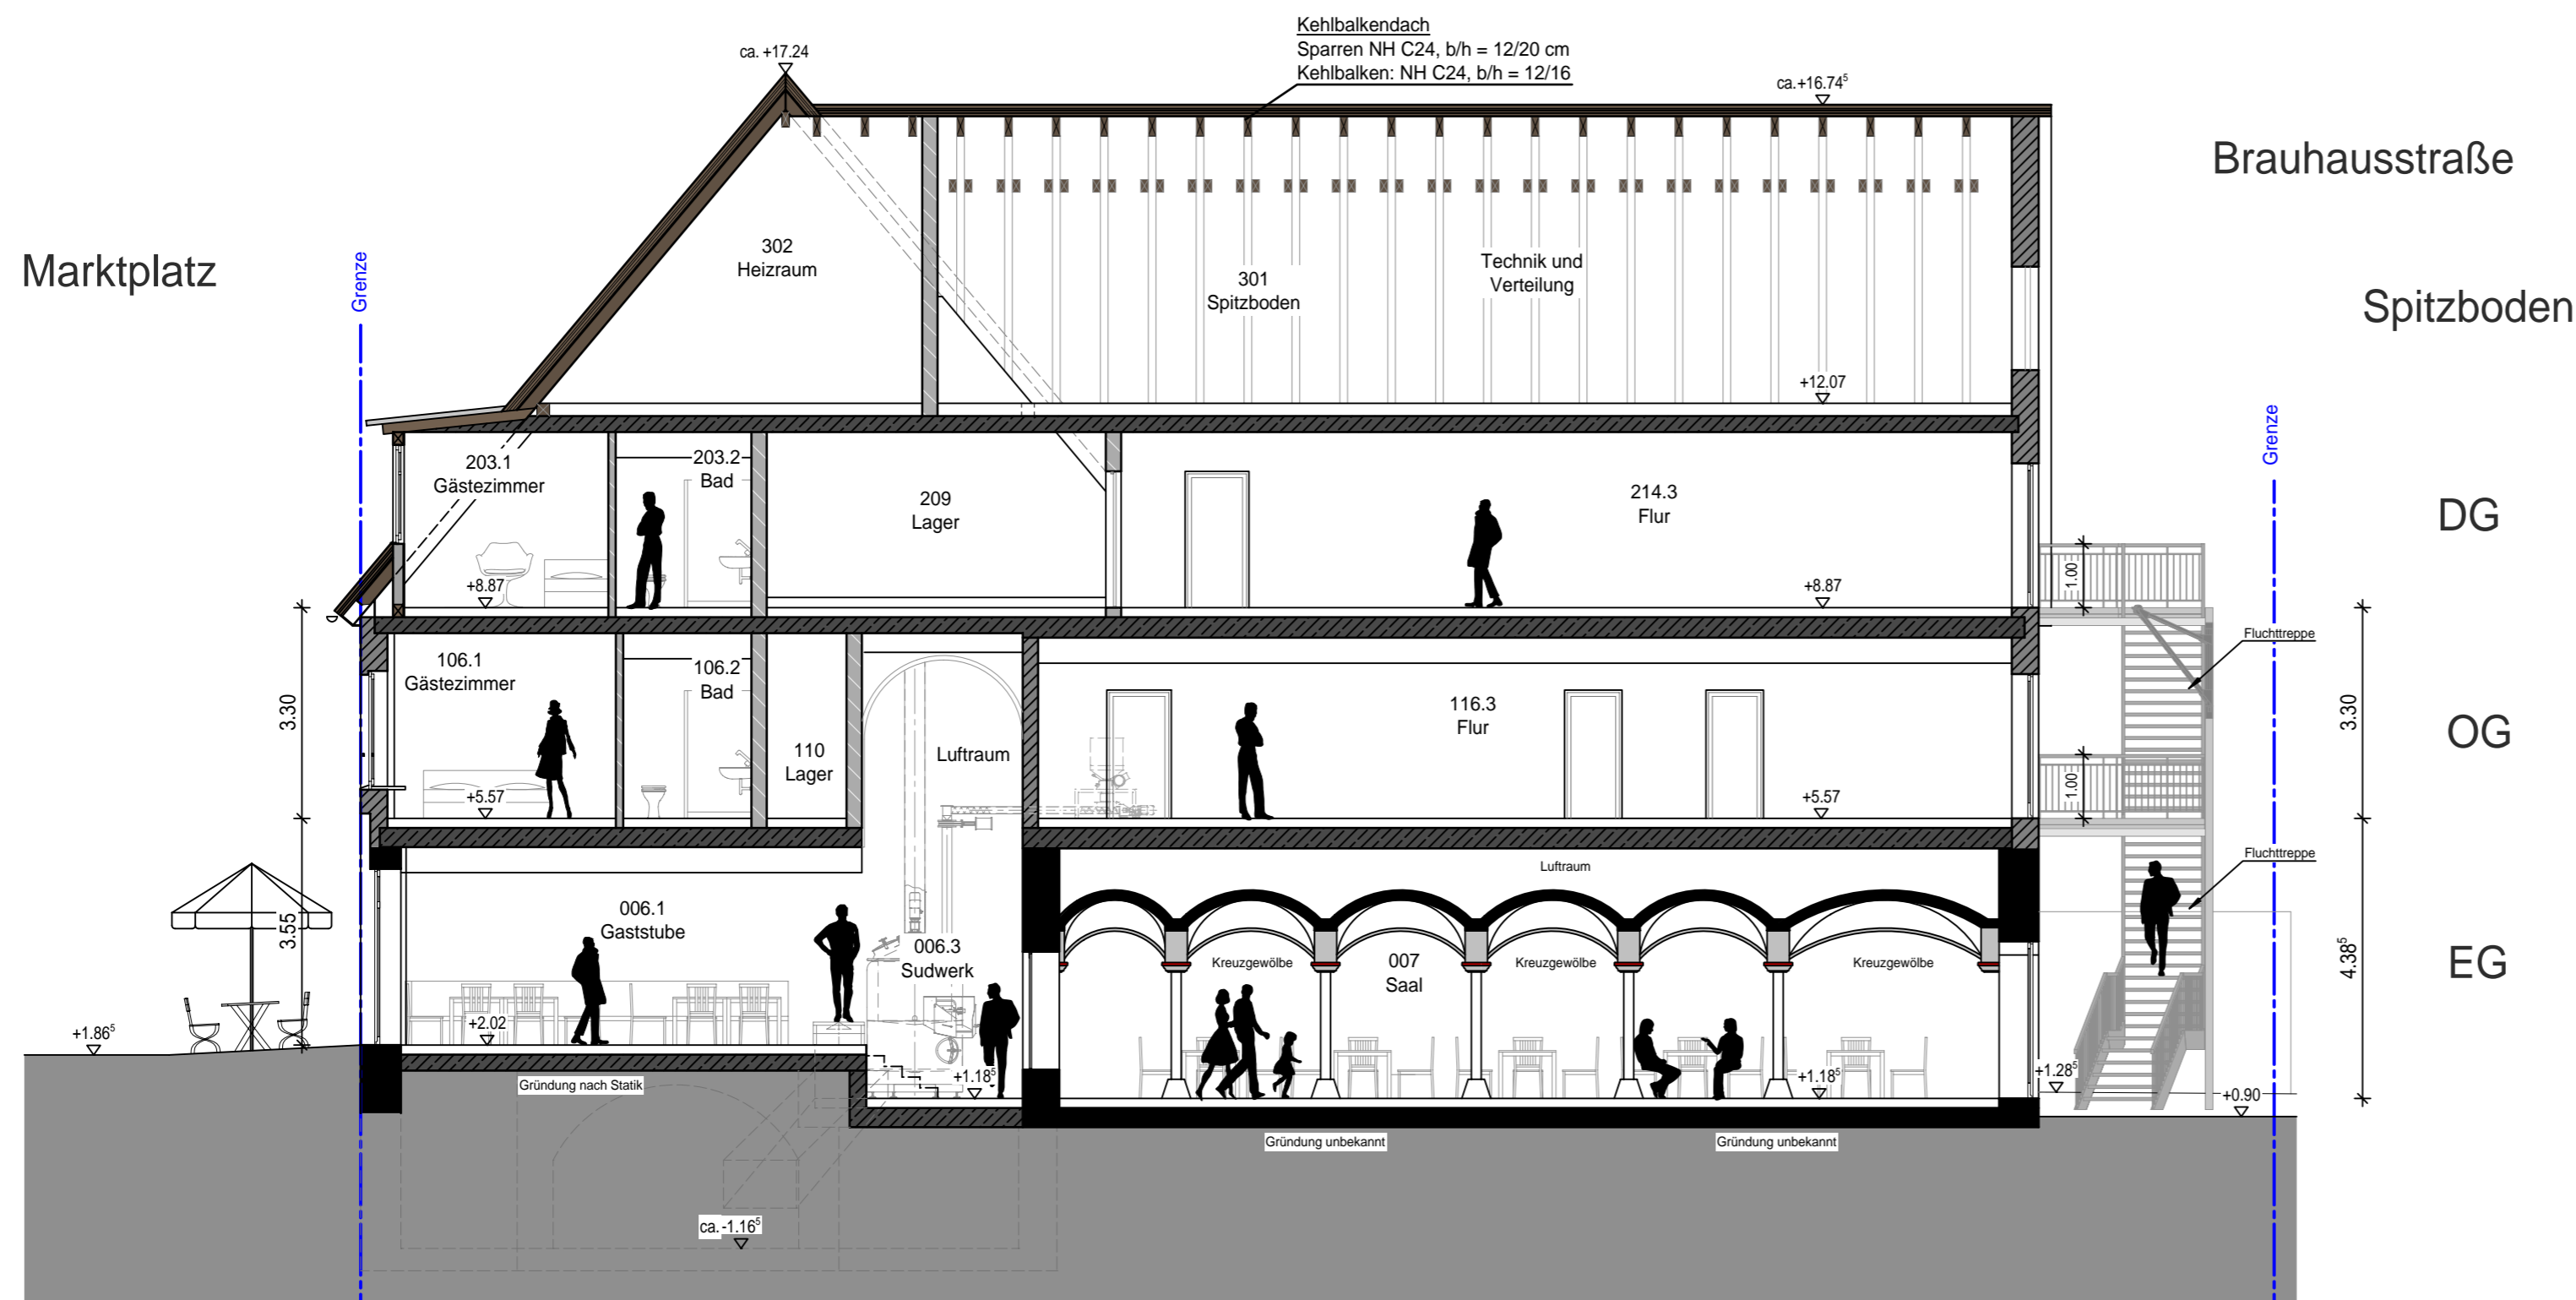 Kehlbalkendach
Sparren NH C24, b/h = 12/20 cm
Kehlbalken: NH C24, b/h = 12/16
ca. +17.24
ca.+16.74⁵
Brauhausstraße
Marktplatz
Grenze
302
Heizraum
301
Spitzboden
Technik und
Verteilung
Spitzboden
+12.07
Grenze
203.1
Gästezimmer
203.2
Bad
209
Lager
214.3
Flur
DG
+8.87
+8.87
1.00
Fluchttreppe
106.1
Gästezimmer
106.2
Bad
110
Lager
Luftraum
116.3
Flur
3.30
3.30
OG
+5.57
+5.57
1.00
Fluchttreppe
Luftraum
006.1
Gaststube
006.3
Sudwerk
Kreuzgewölbe
007
Saal
Kreuzgewölbe
Kreuzgewölbe
3.55
4.38⁵
EG
+1.86⁵
+2.02
+1.18⁵
+1.18⁵
+1.28⁵
+0.90
Gründung nach Statik
Gründung unbekannt
Gründung unbekannt
ca.-1.16⁵